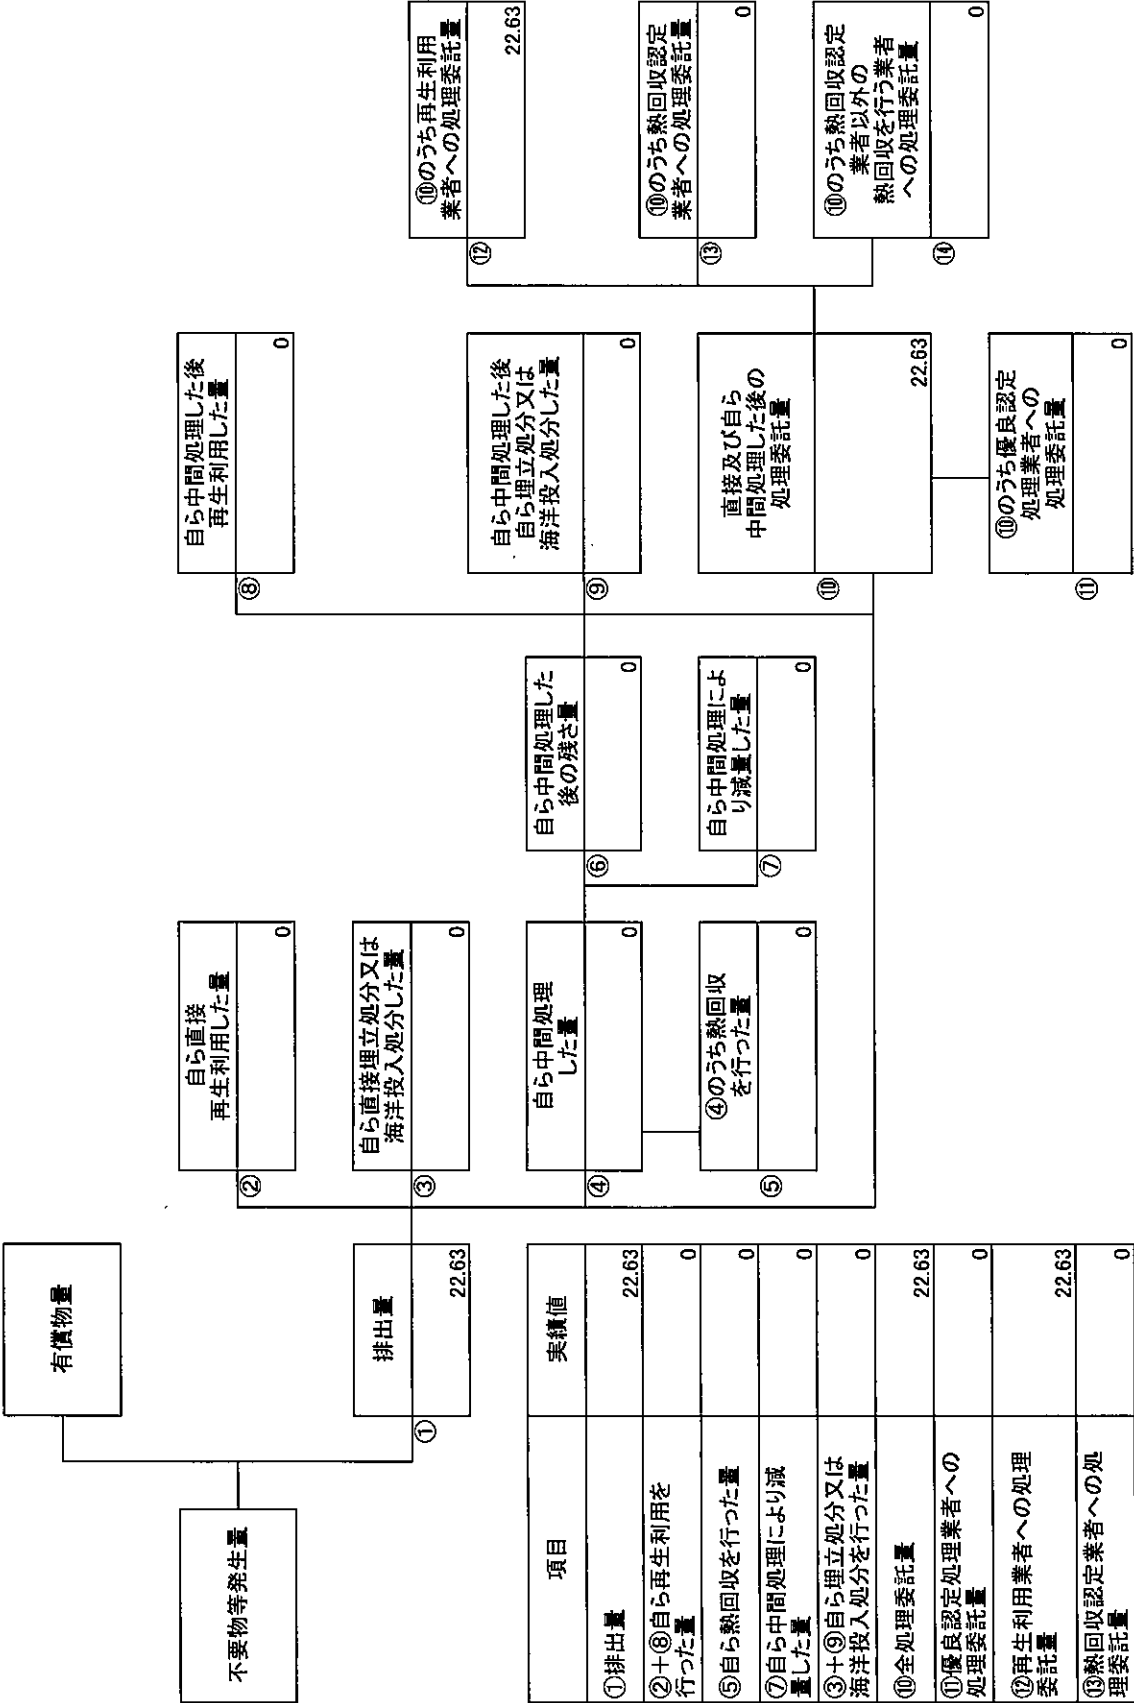 不要物等発生量
有償物量
排出量
①
22.63
自ら直接
再生利用した量
②
0
自ら直接埋立処分又は
海洋投入処分した量
③
0
自ら中間処理
した量
④
0
④のうち熱回収
を行った量
⑤
0
自ら中間処理した
後の残さ量
⑥
0
自ら中間処理によ
り減量した量
⑦
0
自ら中間処理した後
再生利用した量
⑧
0
自ら中間処理した後
自ら埋立処分又は
海洋投入処分した量
⑨
0
直接及び自ら
中間処理した後の
処理委託量
⑩
22.63
⑩のうち優良認定
処理業者への
処理委託量
⑪
0
⑩のうち再生利用
業者への処理委託量
⑫
22.63
⑩のうち熱回収認定
業者への処理委託量
⑬
0
⑩のうち熱回収認定
業者以外の
熱回収を行う業者
への処理委託量
⑭
0
項目 実績値
①排出量 22.63
②+⑧自ら再生利用を
行った量 0
⑤自ら熱回収を行った量 0
⑦自ら中間処理により減
量した量 0
③+⑨自ら埋立処分又は
海洋投入処分を行った量 0
⑩全処理委託量 22.63
⑪優良認定処理業者への
処理委託量 0
⑫再生利用業者への処理
委託量 22.63
⑬熱回収認定業者への処
理委託量 0